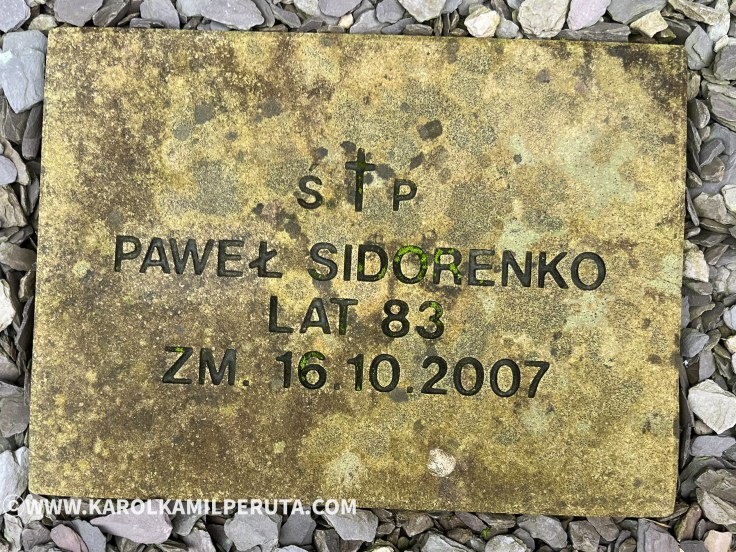 S † P
PAWEŁ SIDORENKO
LAT 83
ZM. 16.10.2007
© WWW.KAROLKAMILPERUTA.COM